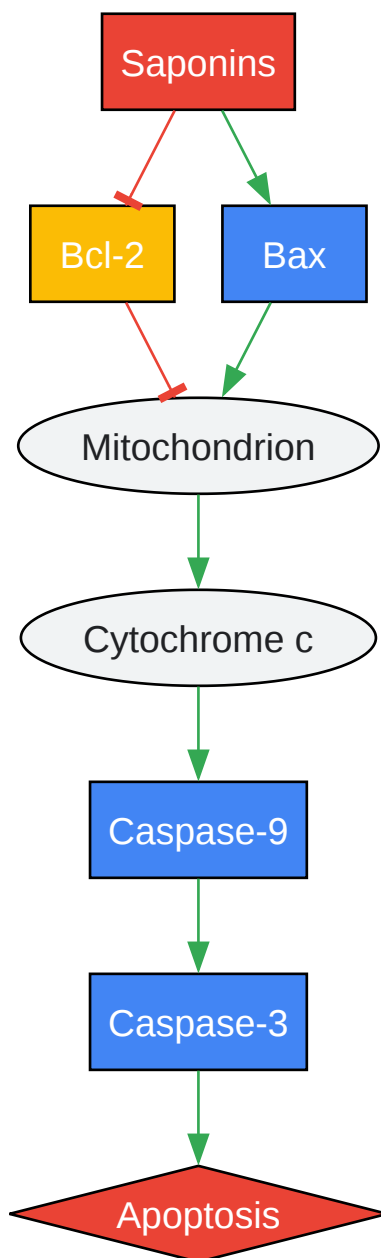 Saponins
Bcl-2
Bax
Mitochondrion
Cytochrome c
Caspase-9
Caspase-3
Apoptosis